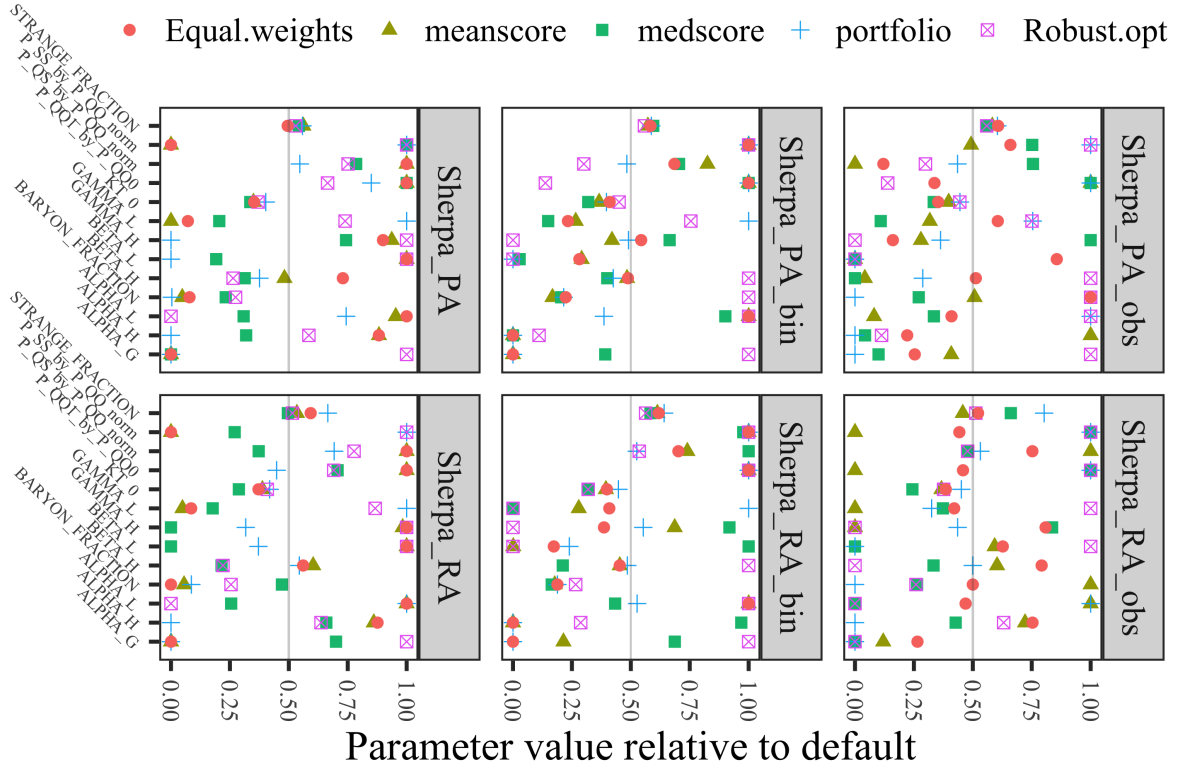 Equal.weights meanscore medscore portfolio Robust.opt
STRANGE_FRACTION
P_SS_by_P_QQ_norm
P_QS_by_P_QQ_norm
P_QQ1_by_P_QQ0
KT_0
GAMMA_L
GAMMA_H
BETA_L
BETA_H
BARYON_FRACTION
ALPHA_L
ALPHA_H
ALPHA_G
Sherpa_PA
Sherpa_PA_bin
Sherpa_PA_obs
STRANGE_FRACTION
P_SS_by_P_QQ_norm
P_QS_by_P_QQ_norm
P_QQ1_by_P_QQ0
KT_0
GAMMA_L
GAMMA_H
BETA_L
BETA_H
BARYON_FRACTION
ALPHA_L
ALPHA_H
ALPHA_G
Sherpa_RA
Sherpa_RA_bin
Sherpa_RA_obs
0.00 0.25 0.50 0.75 1.00
0.00 0.25 0.50 0.75 1.00
0.00 0.25 0.50 0.75 1.00
Parameter value relative to default